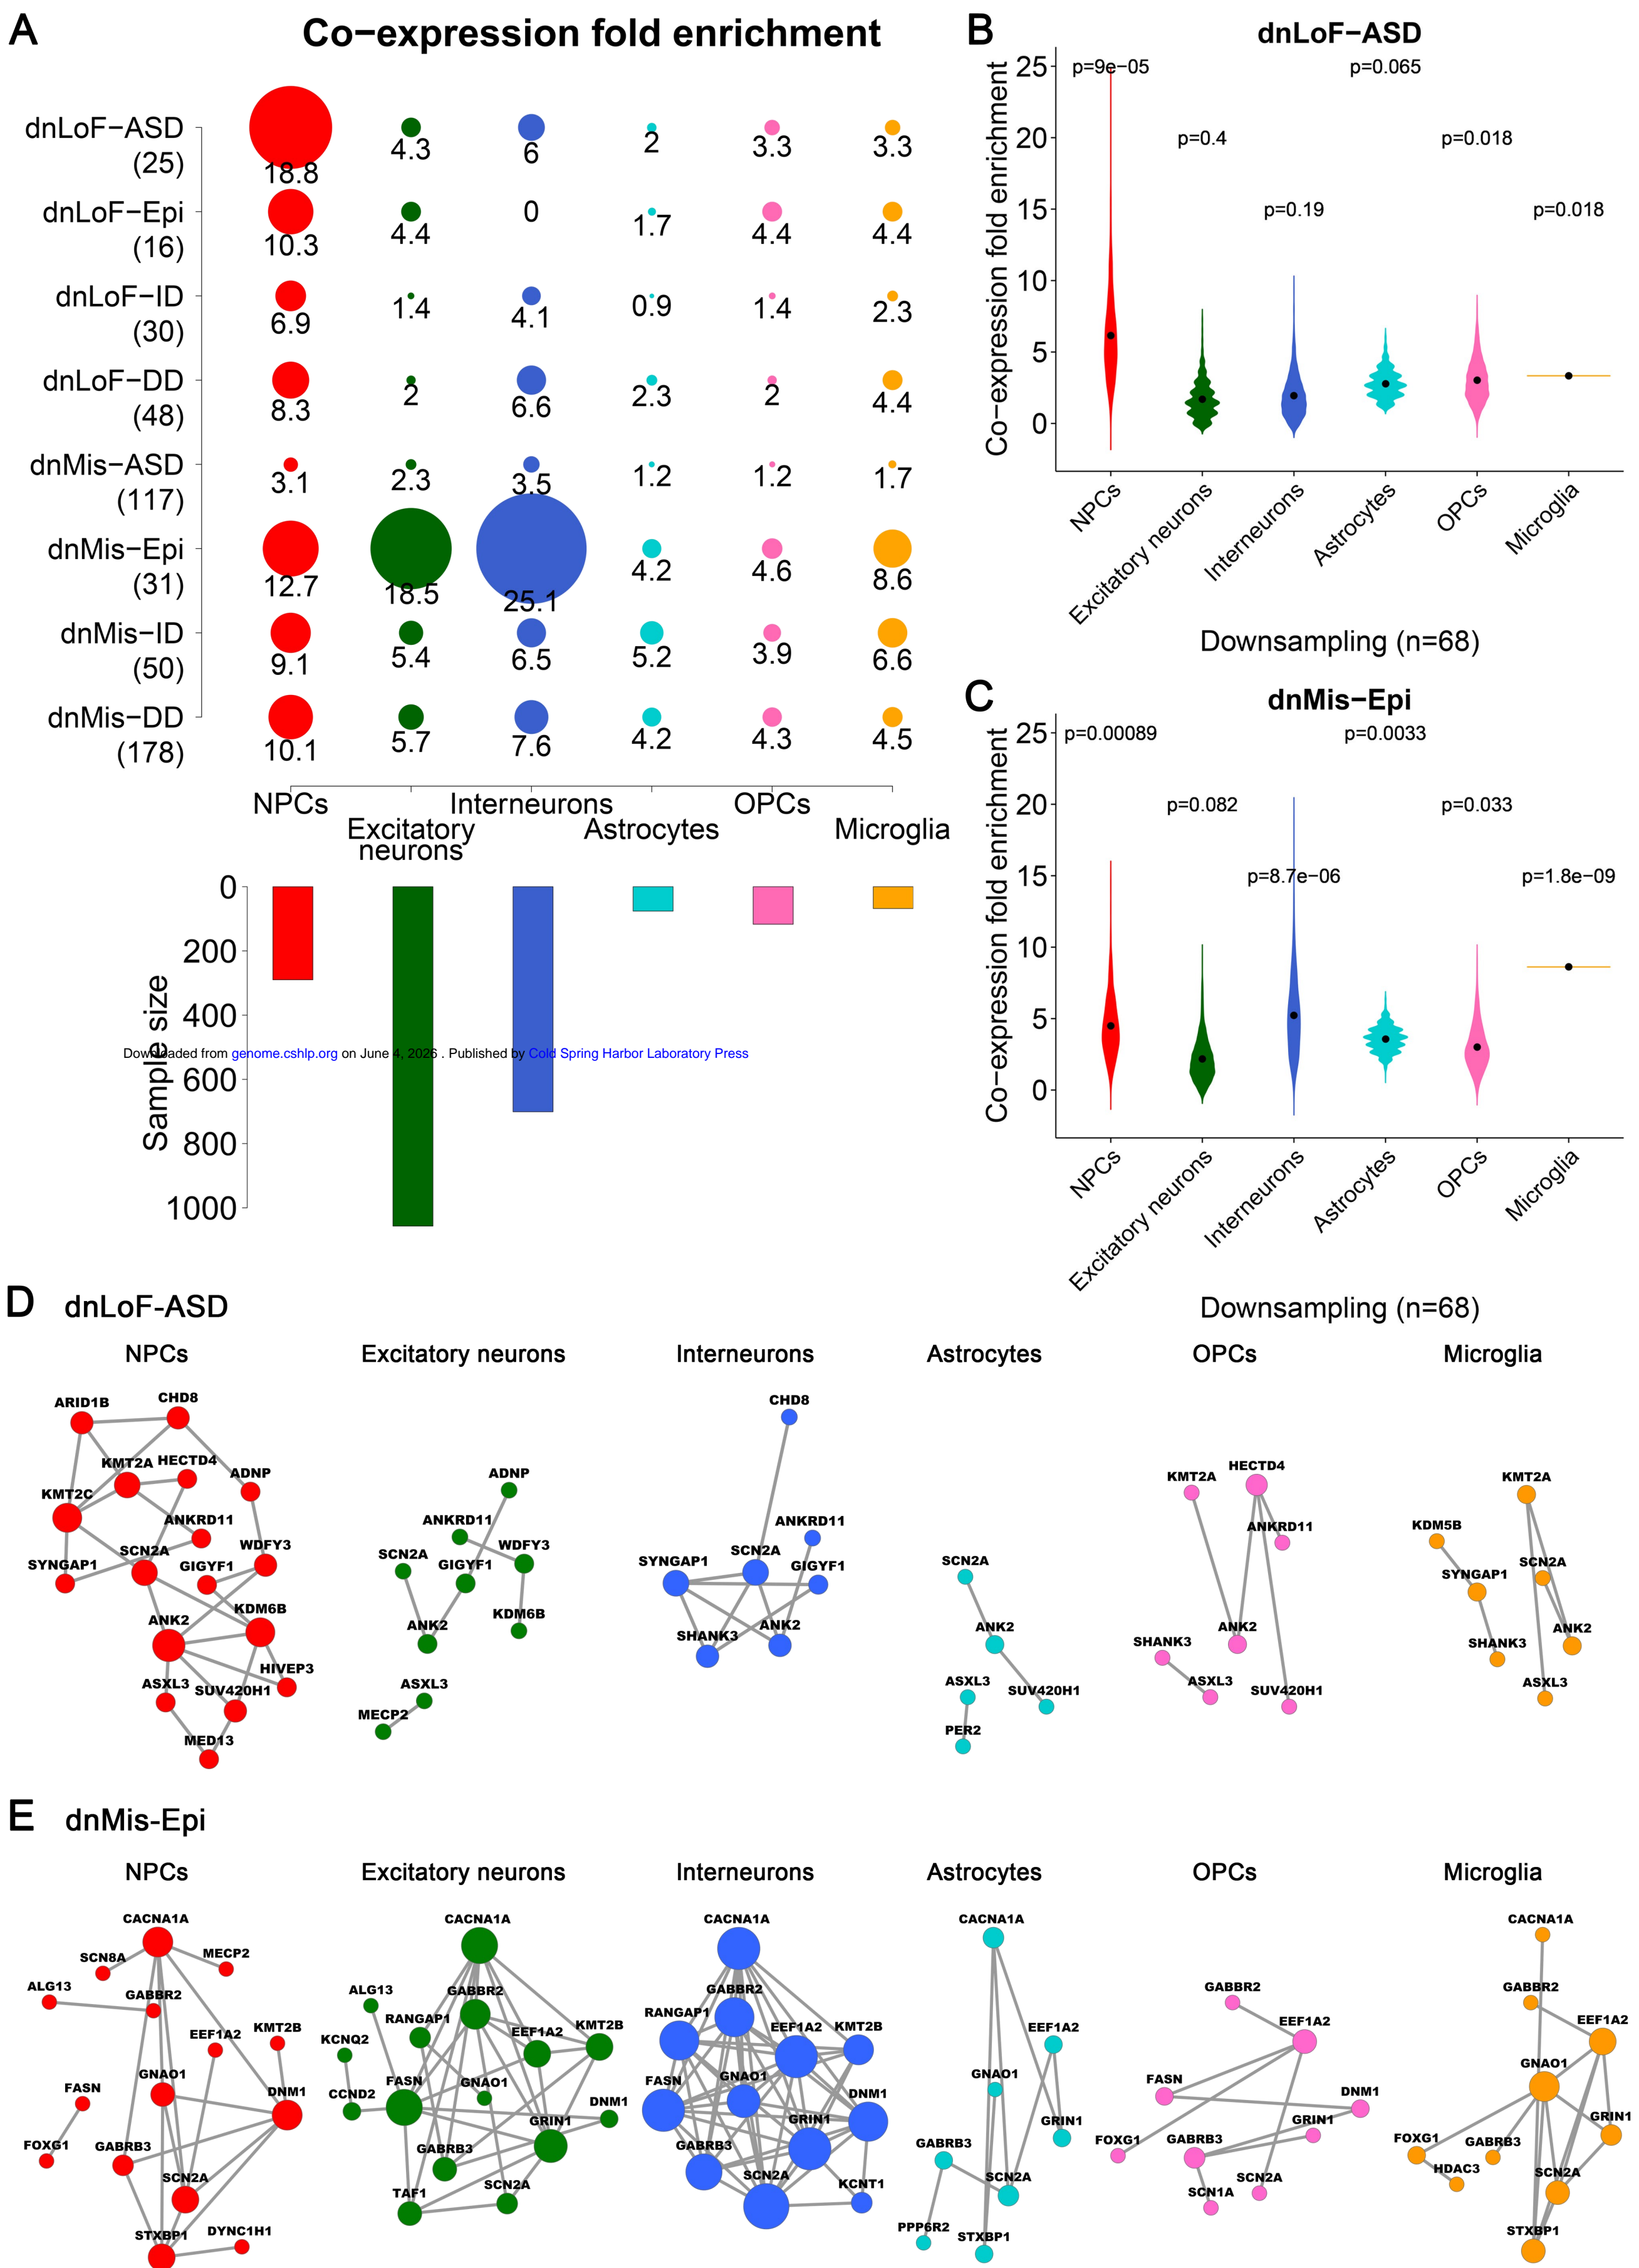 A
Co−expression fold enrichment
dnLoF−ASD
(25)
18.8
4.3
6
2
3.3
3.3
dnLoF−Epi
(16)
10.3
4.4
0
1.7
4.4
4.4
dnLoF−ID
(30)
6.9
1.4
4.1
0.9
1.4
2.3
dnLoF−DD
(48)
8.3
2
6.6
2.3
2
4.4
dnMis−ASD
(117)
3.1
2.3
3.5
1.2
1.2
1.7
dnMis−Epi
(31)
12.7
18.5
25.1
4.2
4.6
8.6
dnMis−ID
(50)
9.1
5.4
6.5
5.2
3.9
6.6
dnMis−DD
(178)
10.1
5.7
7.6
4.2
4.3
4.5
NPCs
Excitatory
neurons
Interneurons
Astrocytes
OPCs
Microglia
Sample size
0
200
400
600
800
1000
Downloaded from genome.cshlp.org on June 4, 2026 . Published by Cold Spring Harbor Laboratory Press
B
dnLoF−ASD
Co−expression fold enrichment
25
20
15
10
5
0
p=9e−05
p=0.4
p=0.19
p=0.065
p=0.018
p=0.018
NPCs
Excitatory neurons
Interneurons
Astrocytes
OPCs
Microglia
Downsampling (n=68)
C
dnMis−Epi
Co−expression fold enrichment
25
20
15
10
5
0
p=0.00089
p=0.082
p=8.7e−06
p=0.0033
p=0.033
p=1.8e−09
NPCs
Excitatory neurons
Interneurons
Astrocytes
OPCs
Microglia
Downsampling (n=68)
D
dnLoF-ASD
NPCs
ARID1B
CHD8
KMT2A
HECTD4
ADNP
KMT2C
ANKRD11
SYNGAP1
SCN2A
GIGYF1
WDFY3
ANK2
KDM6B
HIVEP3
ASXL3
SUV420H1
MED13
Excitatory neurons
ADNP
ANKRD11
WDFY3
SCN2A
GIGYF1
KDM6B
ANK2
ASXL3
MECP2
Interneurons
CHD8
ANKRD11
SYNGAP1
SCN2A
GIGYF1
SHANK3
ANK2
Astrocytes
SCN2A
ANK2
ASXL3
SUV420H1
PER2
OPCs
KMT2A
HECTD4
ANKRD11
ANK2
SHANK3
ASXL3
SUV420H1
Microglia
KMT2A
KDM5B
SCN2A
SYNGAP1
SHANK3
ANK2
ASXL3
E
dnMis-Epi
NPCs
CACNA1A
SCN8A
MECP2
ALG13
GABBR2
EEF1A2
KMT2B
GNAO1
FASN
DNM1
FOXG1
GABRB3
SCN2A
STXBP1
DYNC1H1
Excitatory neurons
CACNA1A
ALG13
GABBR2
RANGAP1
EEF1A2
KMT2B
KCNQ2
FASN
GNAO1
CCND2
DNM1
GRIN1
GABRB3
SCN2A
TAF1
Interneurons
CACNA1A
GABBR2
RANGAP1
EEF1A2
KMT2B
FASN
GNAO1
DNM1
GRIN1
GABRB3
SCN2A
KCNT1
Astrocytes
CACNA1A
EEF1A2
GNAO1
GRIN1
GABRB3
SCN2A
PPP6R2
STXBP1
OPCs
GABBR2
EEF1A2
FASN
DNM1
GRIN1
FOXG1
GABRB3
SCN2A
SCN1A
Microglia
CACNA1A
GABBR2
EEF1A2
GNAO1
GRIN1
FOXG1
GABRB3
HDAC3
SCN2A
STXBP1